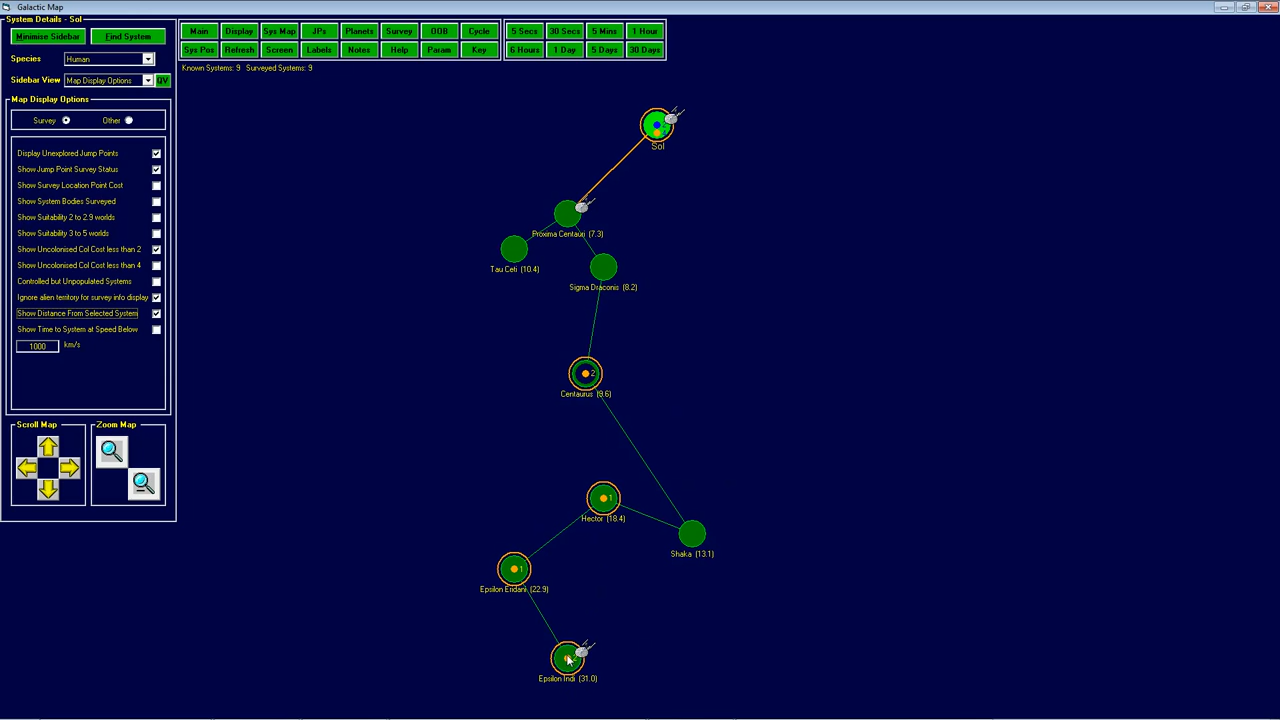 Galactic Map
System Details - Sol
Minimise Sidebar Find System
Species Human
Sidebar View Map Display Options QV
Map Display Options
Survey Other
Display Unexplored Jump Points
Show Jump Point Survey Status
Show Survey Location Point Cost
Show System Bodies Surveyed
Show Suitability 2 to 2.9 worlds
Show Suitability 3 to 5 worlds
Show Uncolonised Col Cost less than 2
Show Uncolonised Col Cost less than 4
Controlled but Unpopulated Systems
Ignore alien territory for survey info display
Show Distance From Selected System
Show Time to System at Speed Below
1000 km/s
Scroll Map Zoom Map
Main Display Sys Map JPs Planets Survey OOB Cycle
Sys Pos Refresh Screen Labels Notes Help Param Key
5 Secs 30 Secs 5 Mins 1 Hour
6 Hours 1 Day 5 Days 30 Days
Known Systems: 9 Surveyed Systems: 9
Sol
Proxima Centauri (7.3)
Tau Ceti (10.4)
Sigma Draconis (8.2)
2
Centaurus (9.6)
1
Hector (18.4)
Shaka (13.1)
1
Epsilon Eridani (22.9)
Epsilon Indi (31.0)